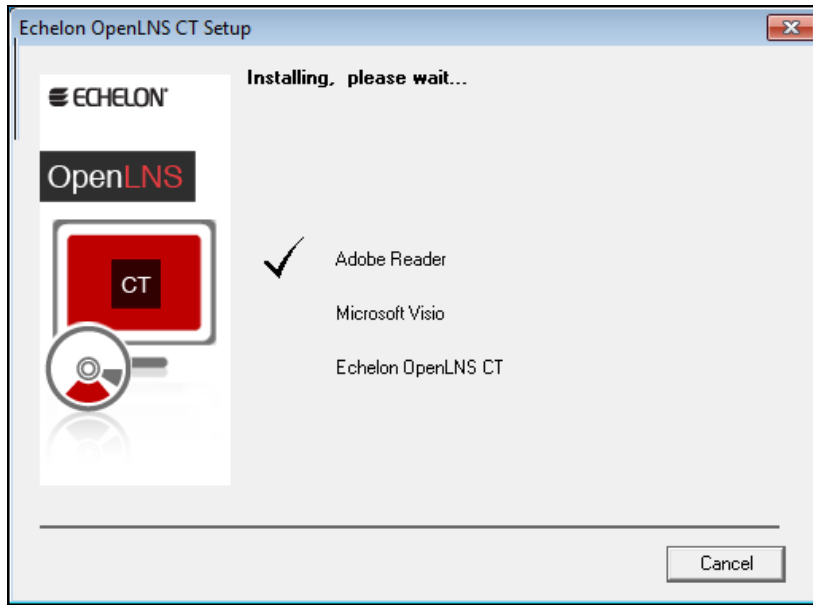 Echelon OpenLNS CT Setup
ECHELON
Installing, please wait...
OpenLNS
CT
Adobe Reader
Microsoft Visio
Echelon OpenLNS CT
Cancel